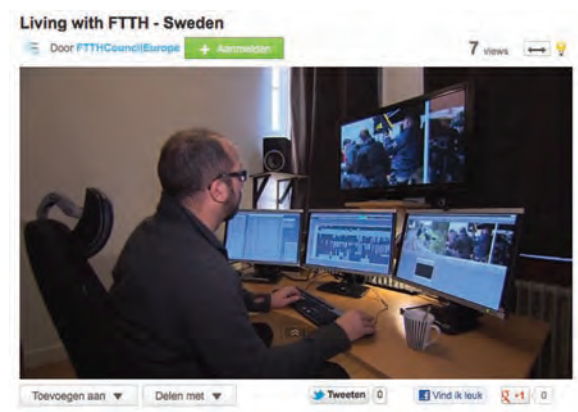 Living with FTTH - Sweden
Door FTTHCouncilEurope + Aanmelden 7 views
Toevoegen aan ▼ Delen met ▼ Tweeten 0 Vind ik leuk +1 0